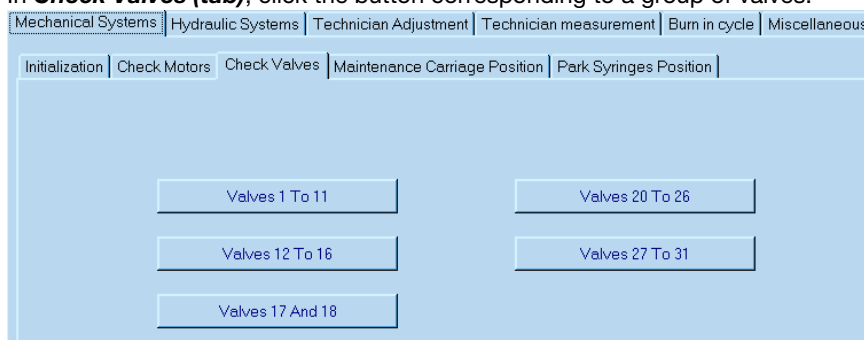 in Check Valves (tab), click the button corresponding to a group of valves.
Mechanical Systems Hydraulic Systems Technician Adjustment Technician measurement Burn in cycle Miscellaneous
Initialization Check Motors Check Valves Maintenance Carriage Position Park Syringes Position
Valves 1 To 11 Valves 20 To 26
Valves 12 To 16 Valves 27 To 31
Valves 17 And 18